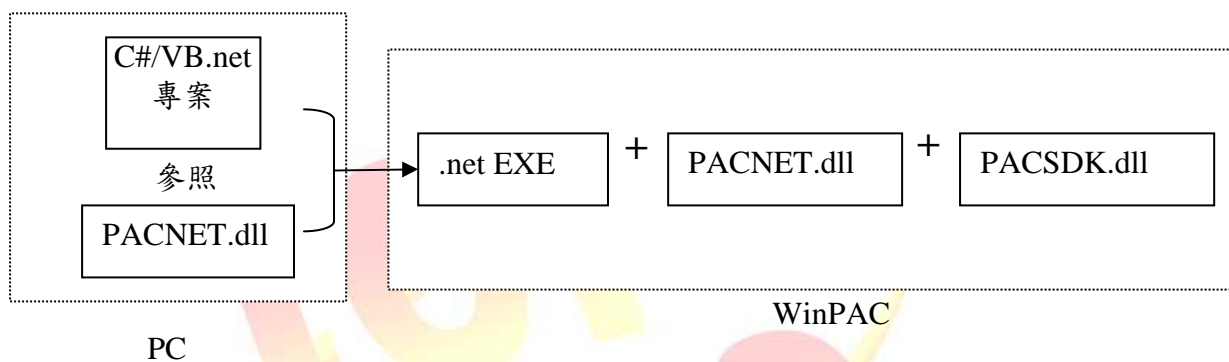 C#/VB.net
專案
參照
PACNET.dll
.net EXE
+
PACNET.dll
+
PACSDK.dll
WinPAC
PC